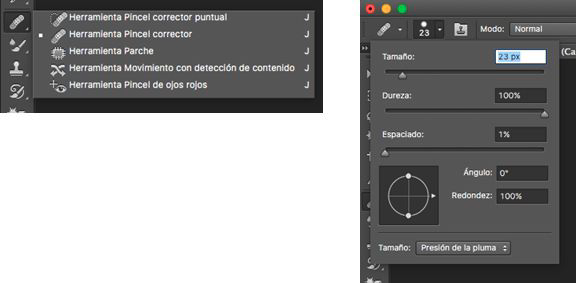 Herramienta Pincel corrector puntual J
Herramienta Pincel corrector J
Herramienta Parche J
Herramienta Movimiento con detección de contenido J
Herramienta Pincel de ojos rojos J
23
Modo: Normal
(Ca
Tamaño: 23 px
Dureza: 100%
Espaciado: 1%
Ángulo: 0°
Redondez: 100%
Tamaño: Presión de la pluma